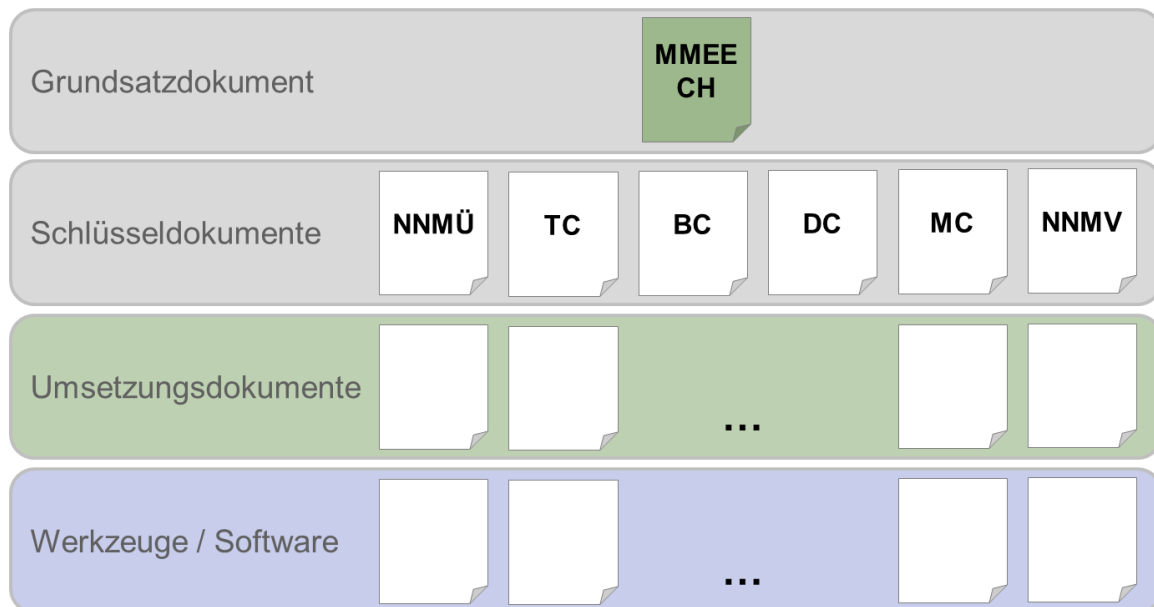 Grundsatzdokument
MMEE
CH
Schlüsseldokumente
NNMÜ
TC
BC
DC
MC
NNMV
Umsetzungsdokumente
...
Werkzeuge / Software
...